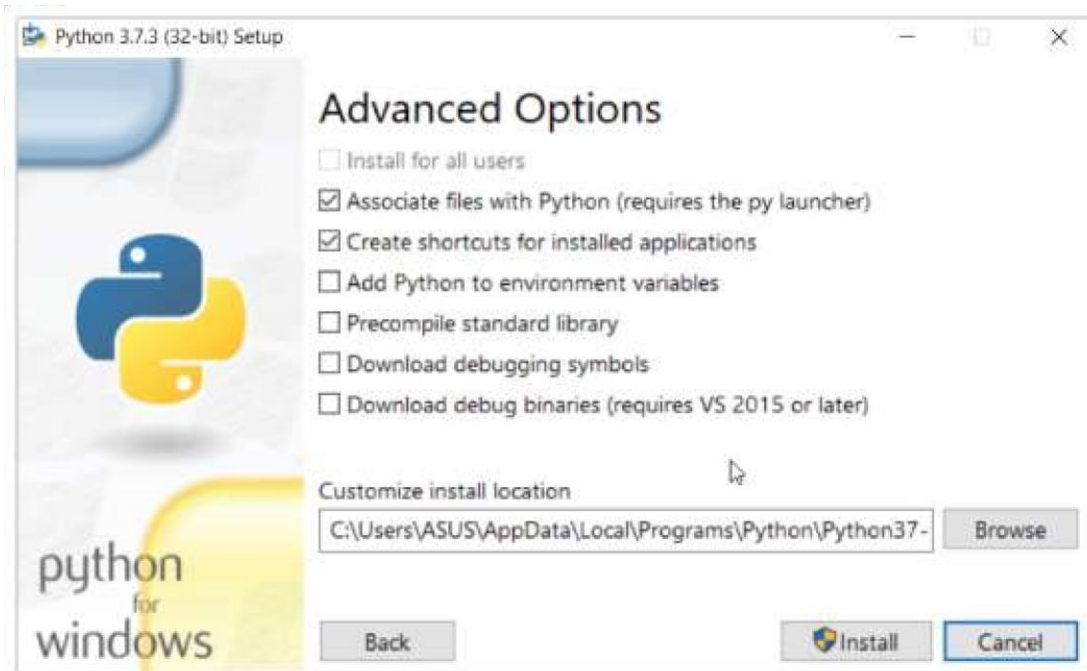 Python 3.7.3 (32-bit) Setup
Advanced Options
Install for all users
Associate files with Python (requires the py launcher)
Create shortcuts for installed applications
Add Python to environment variables
Precompile standard library
Download debugging symbols
Download debug binaries (requires VS 2015 or later)
Customize install location
C:\Users\ASUS\AppData\Local\Programs\Python\Python37-
Browse
python
for
windows
Back
Install
Cancel